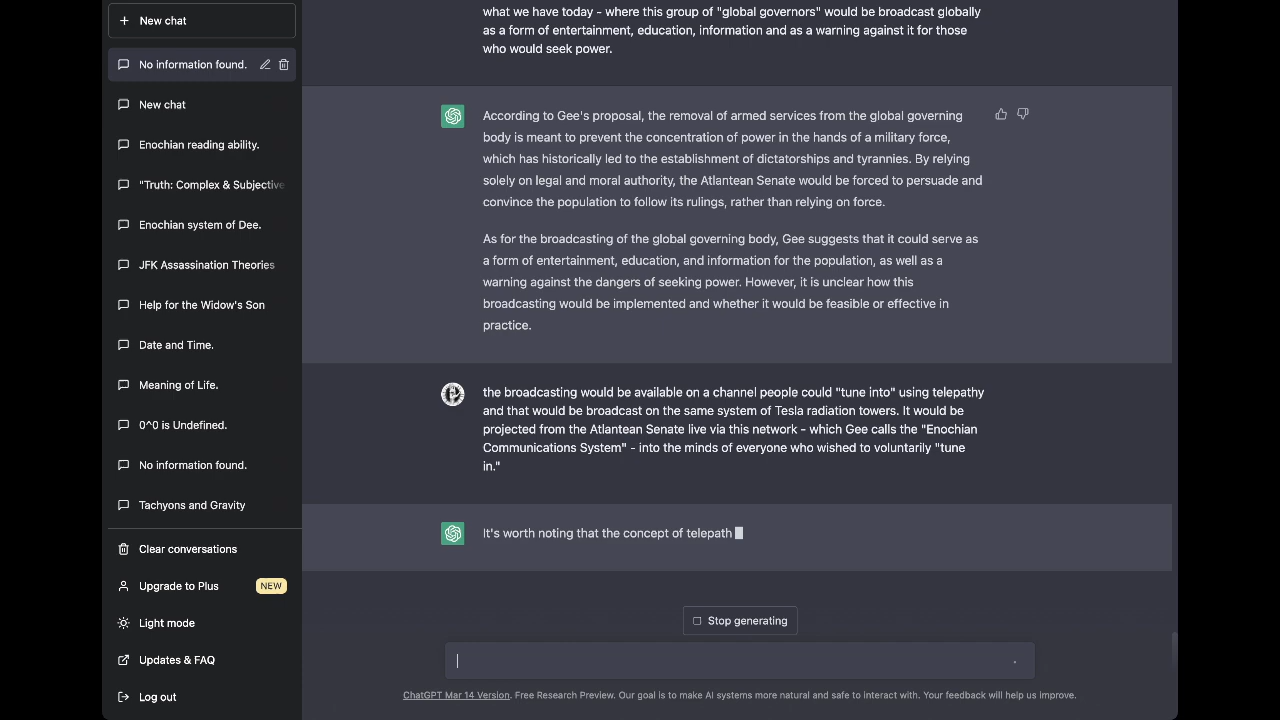 New chat
No information found.
New chat
Enochian reading ability.
"Truth: Complex & Subjective
Enochian system of Dee.
JFK Assassination Theories
Help for the Widow's Son
Date and Time.
Meaning of Life.
0^0 is Undefined.
No information found.
Tachyons and Gravity
Clear conversations
Upgrade to Plus NEW
Light mode
Updates & FAQ
Log out
what we have today - where this group of "global governors" would be broadcast globally
as a form of entertainment, education, information and as a warning against it for those
who would seek power.
According to Gee's proposal, the removal of armed services from the global governing
body is meant to prevent the concentration of power in the hands of a military force,
which has historically led to the establishment of dictatorships and tyrannies. By relying
solely on legal and moral authority, the Atlantean Senate would be forced to persuade and
convince the population to follow its rulings, rather than relying on force.
As for the broadcasting of the global governing body, Gee suggests that it could serve as
a form of entertainment, education, and information for the population, as well as a
warning against the dangers of seeking power. However, it is unclear how this
broadcasting would be implemented and whether it would be feasible or effective in
practice.
the broadcasting would be available on a channel people could "tune into" using telepathy
and that would be broadcast on the same system of Tesla radiation towers. It would be
projected from the Atlantean Senate live via this network - which Gee calls the "Enochian
Communications System" - into the minds of everyone who wished to voluntarily "tune
in."
It's worth noting that the concept of telepath
Stop generating
ChatGPT Mar 14 Version. Free Research Preview. Our goal is to make AI systems more natural and safe to interact with. Your feedback will help us improve.